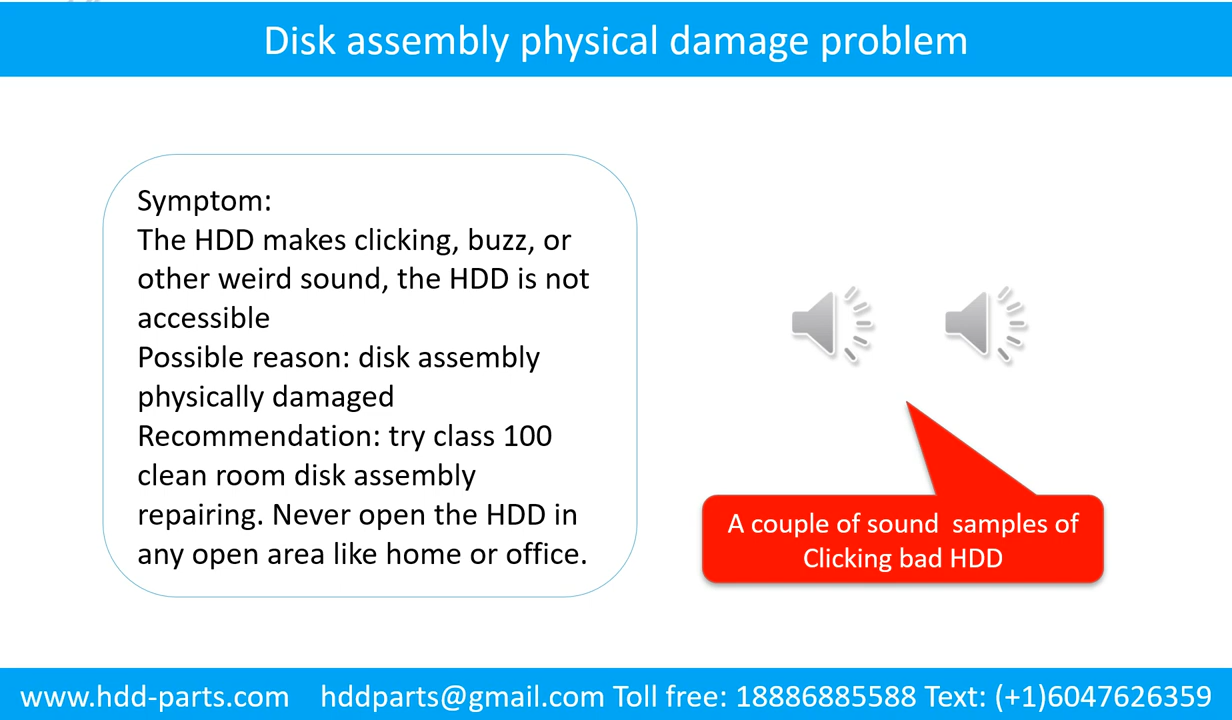 Disk assembly physical damage problem
Symptom:
The HDD makes clicking, buzz, or
other weird sound, the HDD is not
accessible
Possible reason: disk assembly
physically damaged
Recommendation: try class 100
clean room disk assembly
repairing. Never open the HDD in
any open area like home or office.
A couple of sound  samples of
Clicking bad HDD
www.hdd-parts.com    hddparts@gmail.com Toll free: 18886885588 Text: (+1)6047626359